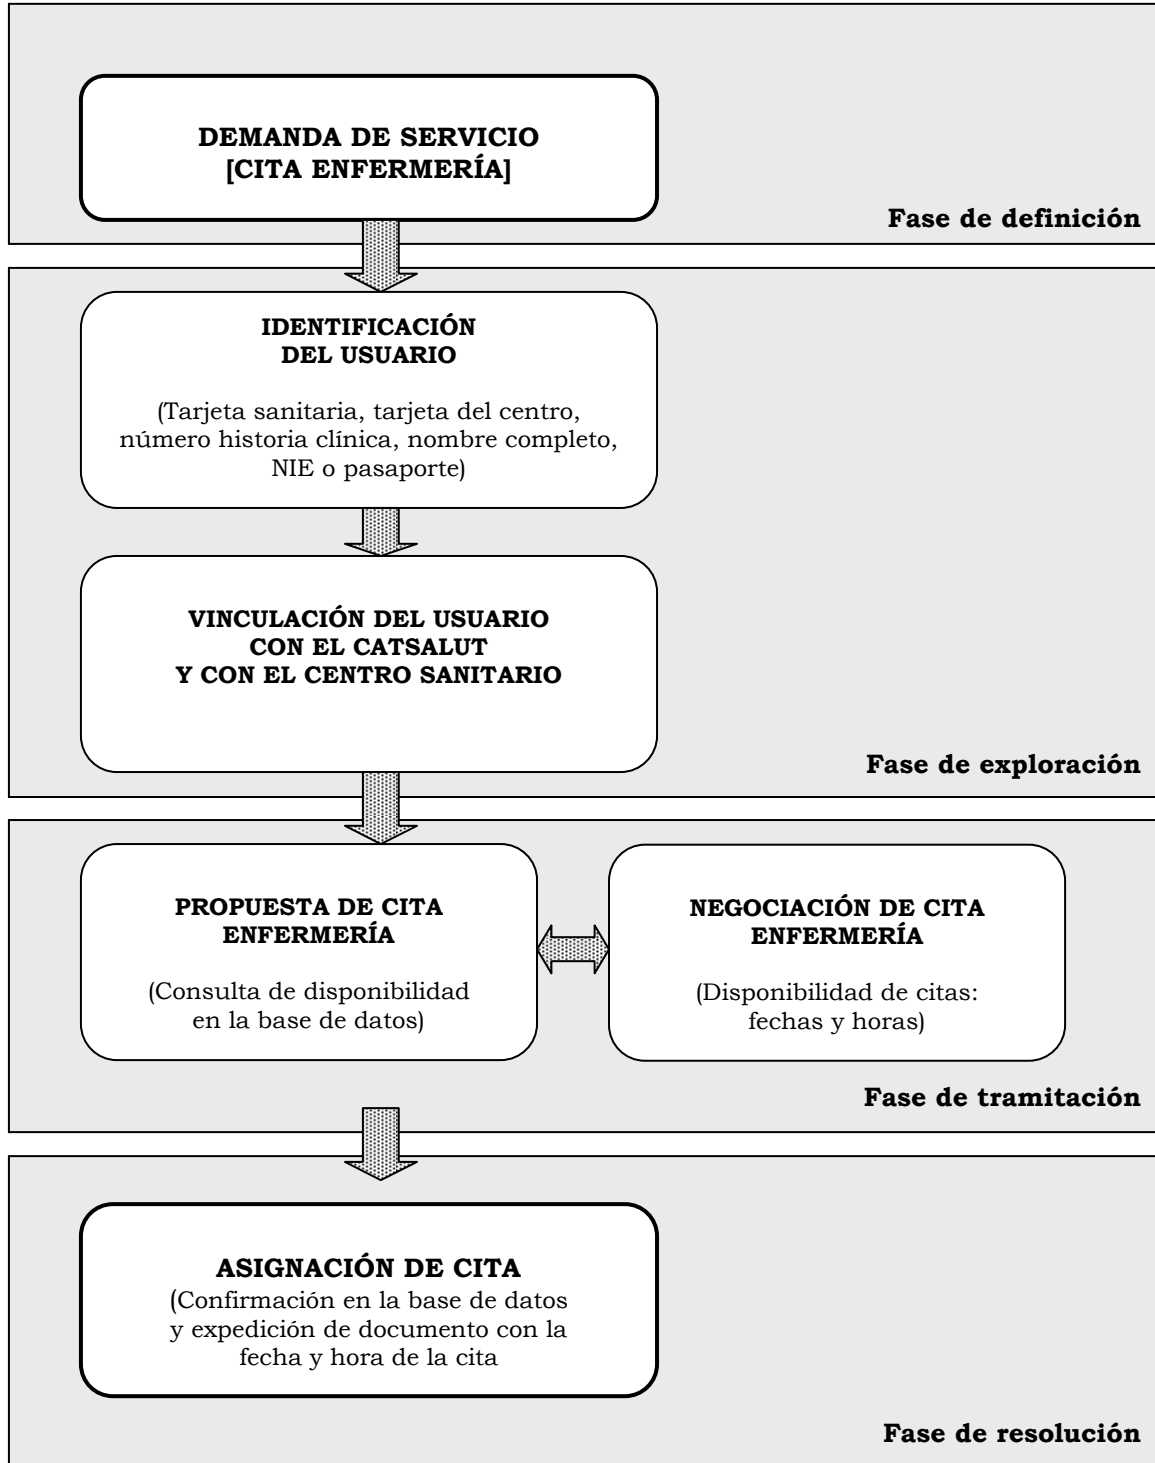 DEMANDA DE SERVICIO
[CITA ENFERMERÍA]
Fase de definición
IDENTIFICACIÓN
DEL USUARIO
(Tarjeta sanitaria, tarjeta del centro,
número historia clínica, nombre completo,
NIE o pasaporte)
VINCULACIÓN DEL USUARIO
CON EL CATSALUT
Y CON EL CENTRO SANITARIO
Fase de exploración
PROPUESTA DE CITA
ENFERMERÍA
(Consulta de disponibilidad
en la base de datos)
NEGOCIACIÓN DE CITA
ENFERMERÍA
(Disponibilidad de citas:
fechas y horas)
Fase de tramitación
ASIGNACIÓN DE CITA
(Confirmación en la base de datos
y expedición de documento con la
fecha y hora de la cita
Fase de resolución